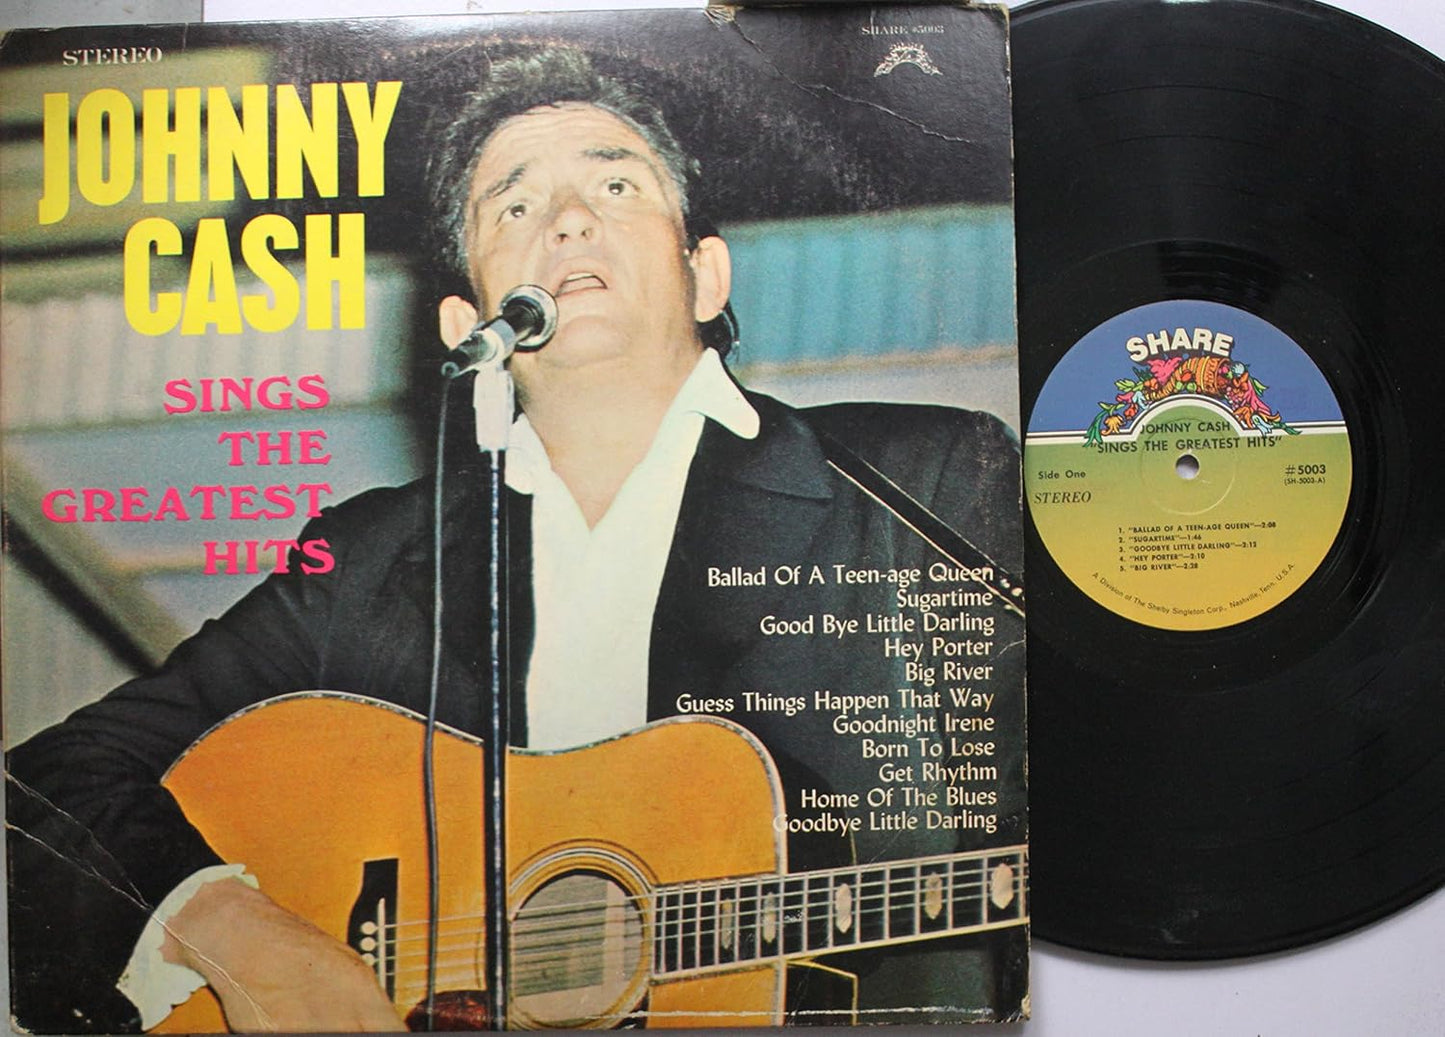 STEREO
SHARE #5003
JOHNNY
CASH
SINGS
THE
GREATEST
HITS
Ballad Of A Teen-age Queen
Sugartime
Good Bye Little Darling
Hey Porter
Big River
Guess Things Happen That Way
Goodnight Irene
Born To Lose
Get Rhythm
Home Of The Blues
Goodbye Little Darling
SHARE
JOHNNY CASH
"SINGS THE GREATEST HITS"
Side One
#5003
(SH-5003-A)
STEREO
1. "BALLAD OF A TEEN-AGE QUEEN"—2:08
2. "SUGARTIME"—1:46
3. "GOODBYE LITTLE DARLING"—2:12
4. "HEY PORTER"—2:10
5. "BIG RIVER"—2:28
A Division of The Shelby Singleton Corp., Nashville, Tenn. U.S.A.